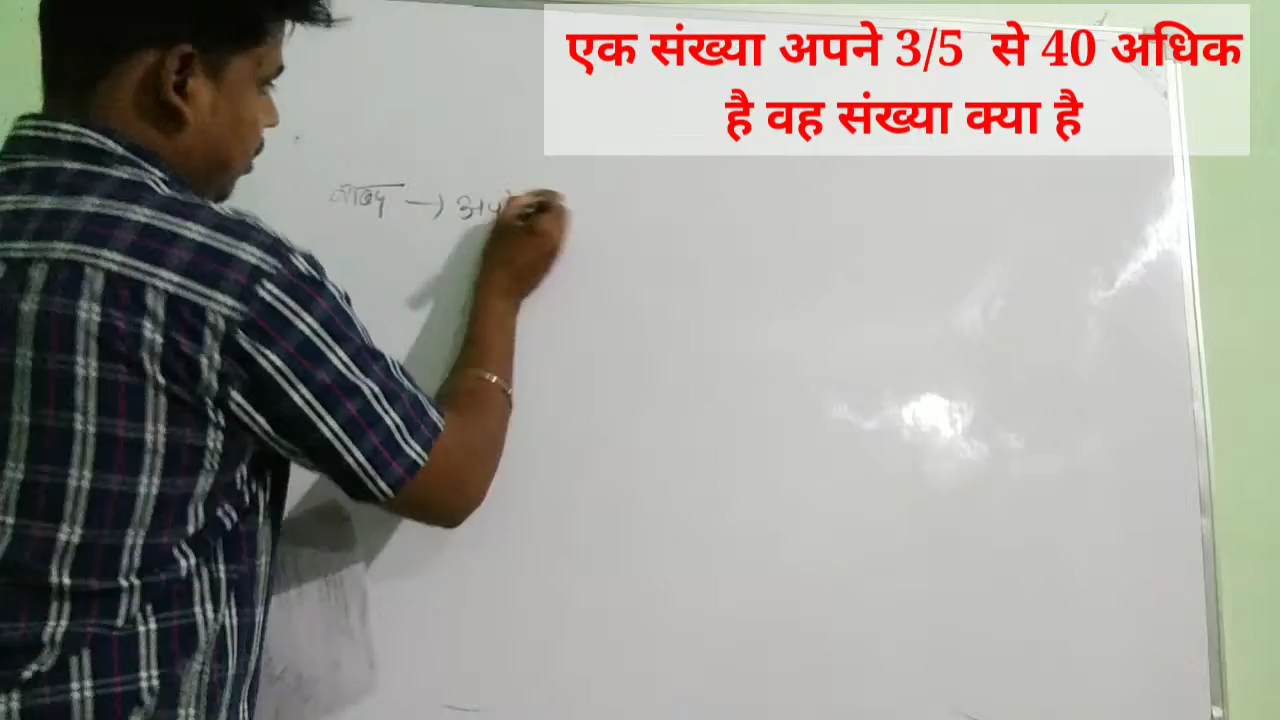 एक संख्या अपने 3/5 से 40 अधिक
है वह संख्या क्या है
→